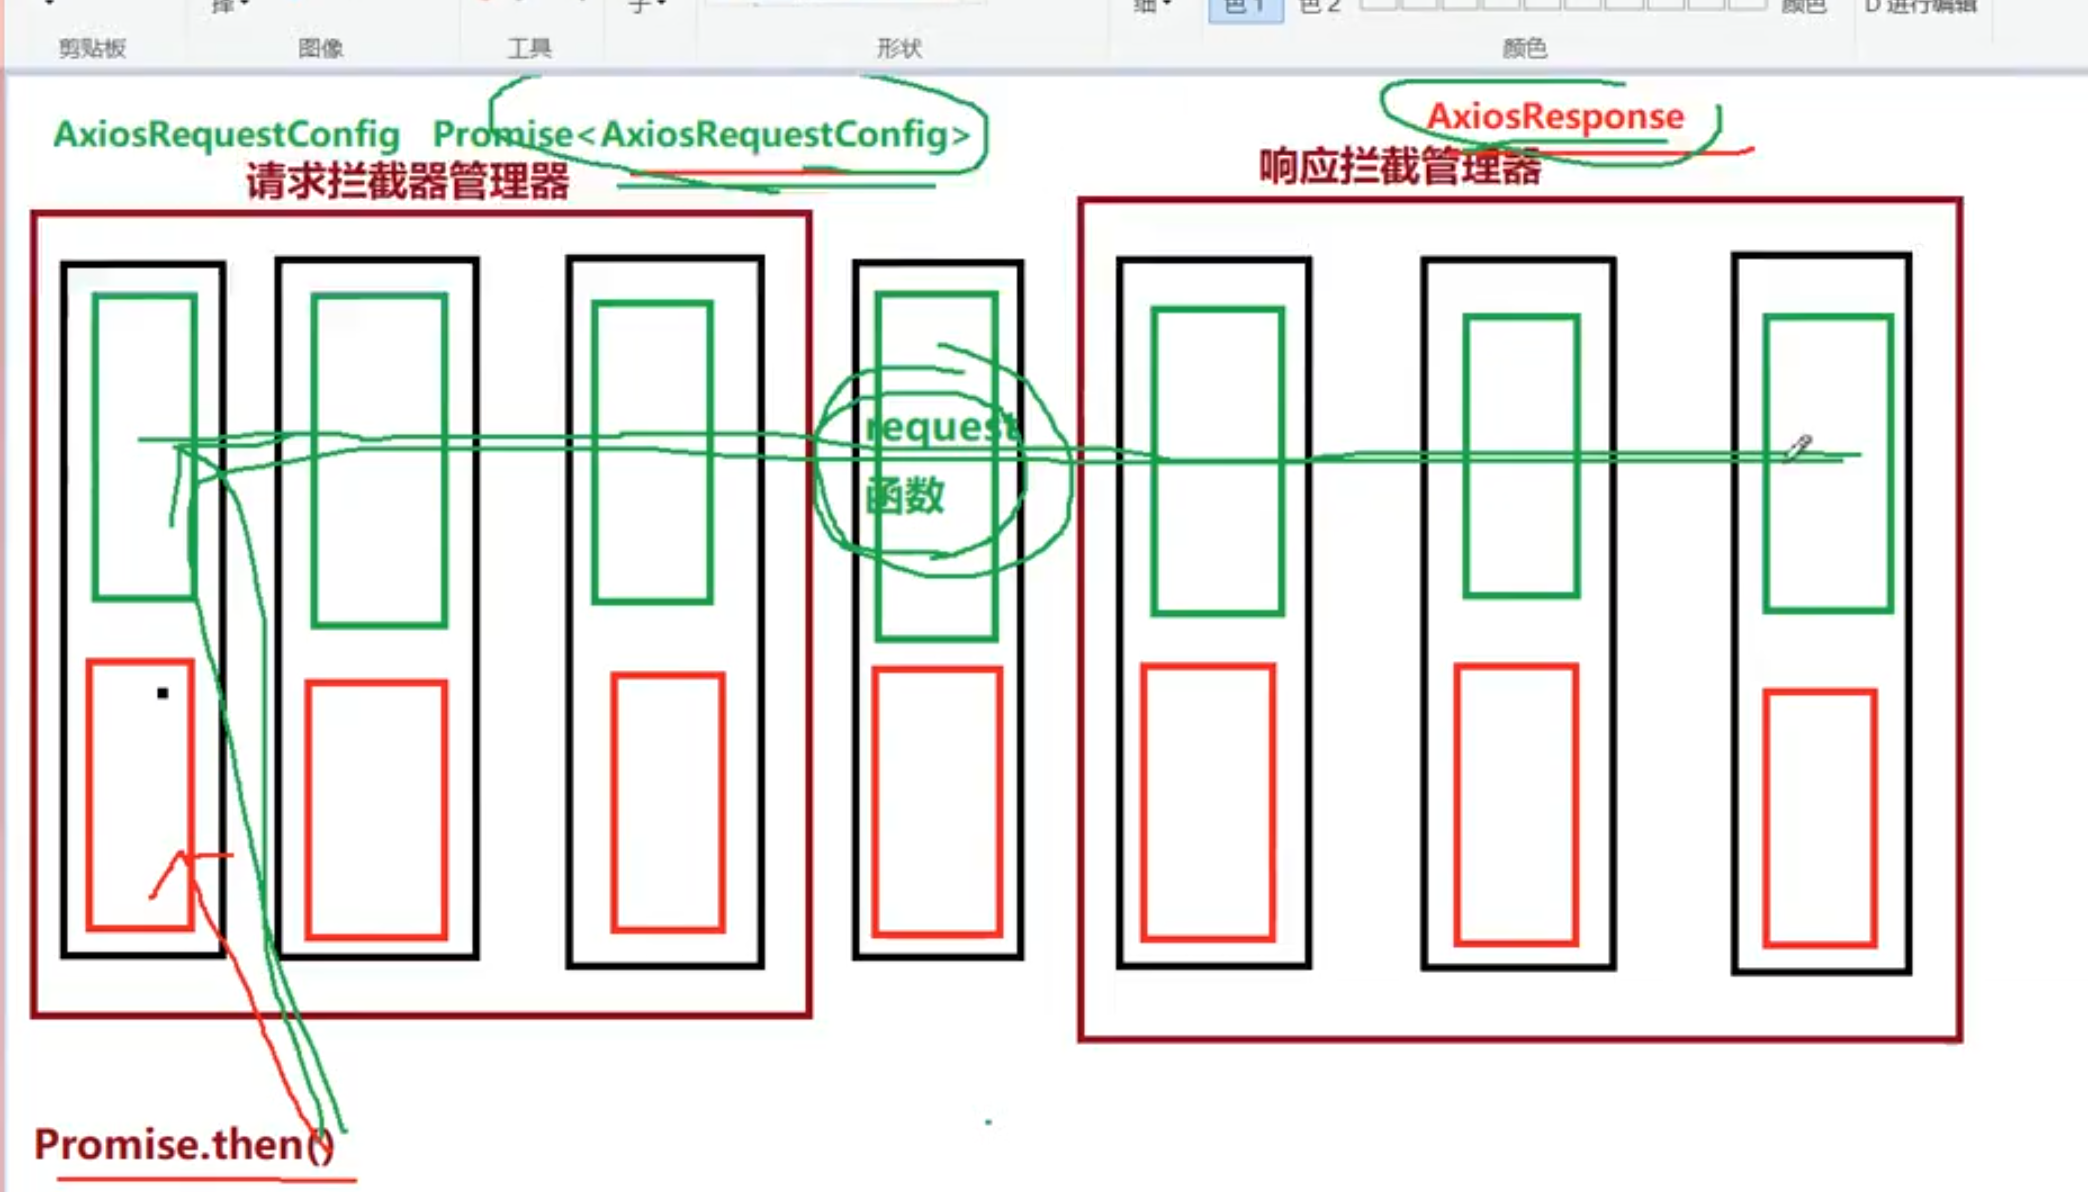 剪贴板 图像 工具 形状 颜色
AxiosRequestConfig Promise<AxiosRequestConfig>
AxiosResponse
请求拦截器管理器
响应拦截管理器
request
函数
Promise.then()